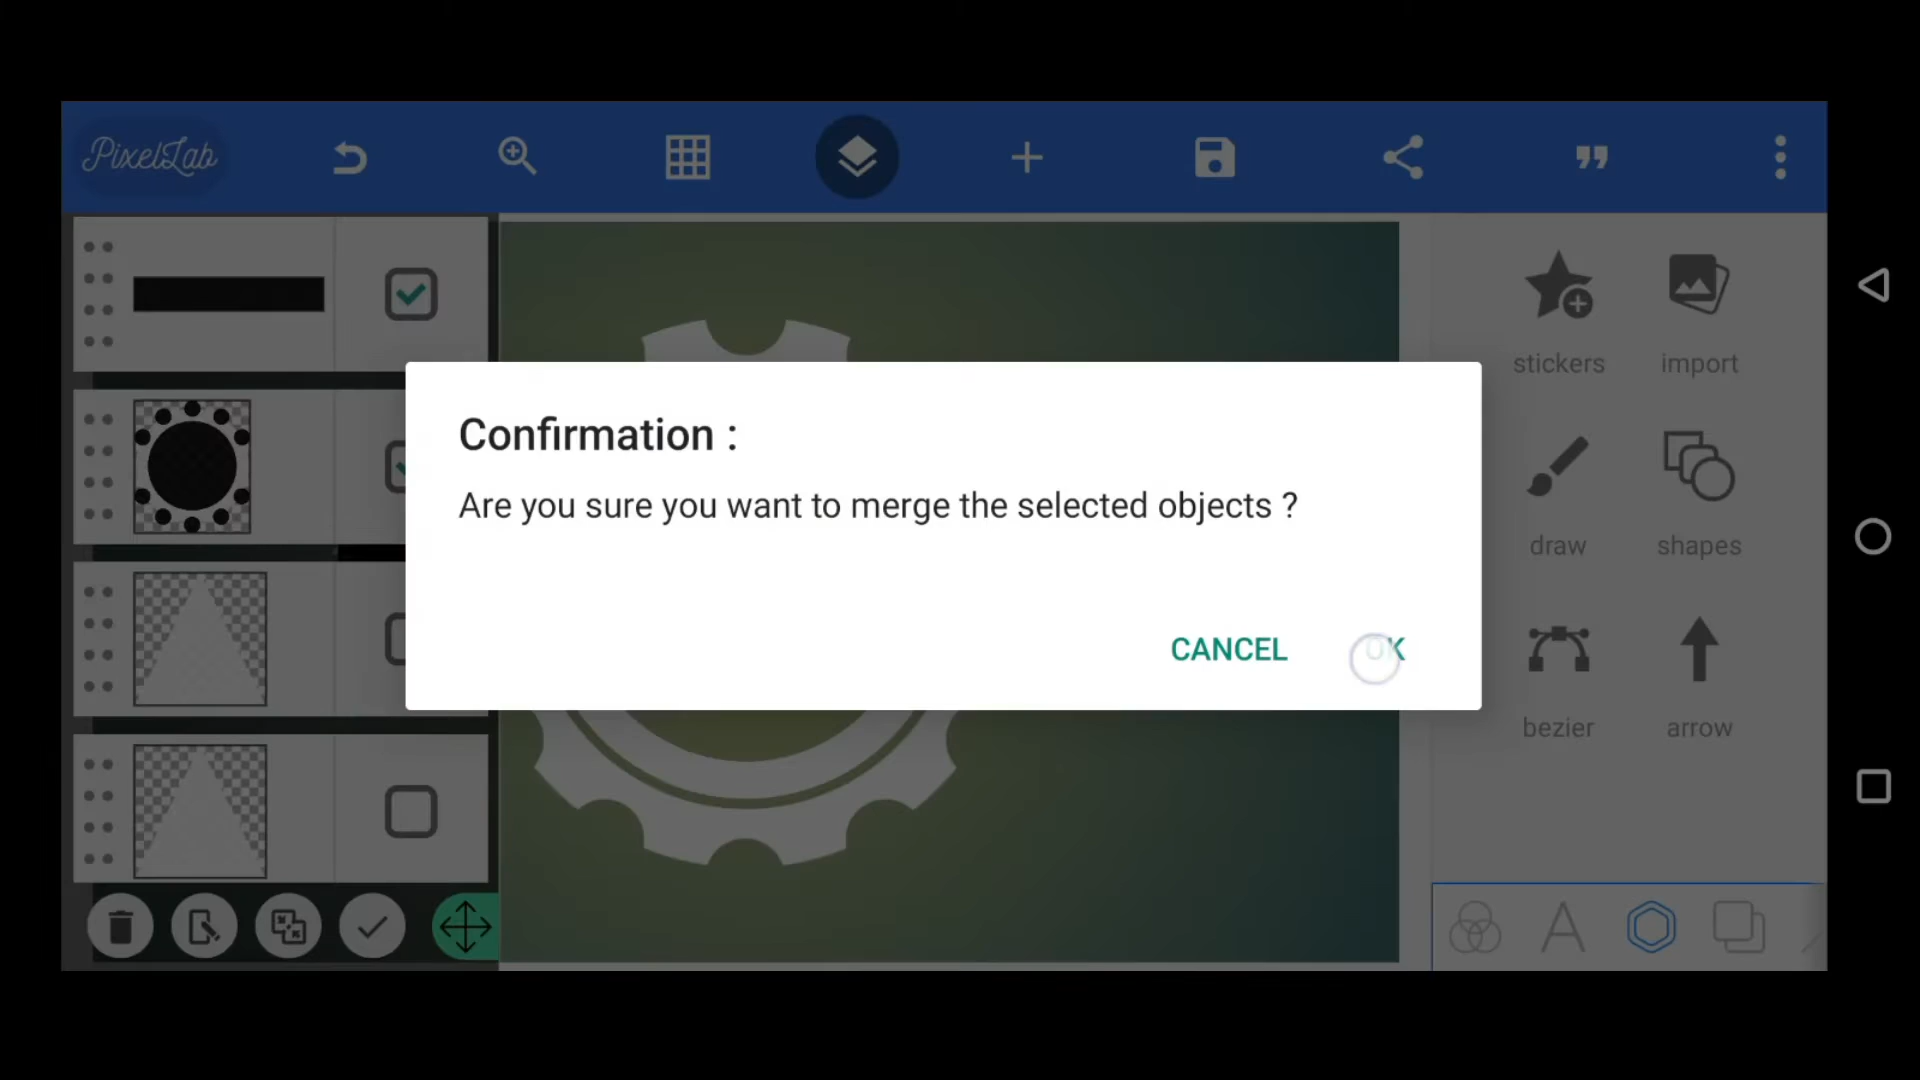 PixelLab
Confirmation :
Are you sure you want to merge the selected objects ?
CANCEL
OK
stickers
import
draw
shapes
bezier
arrow